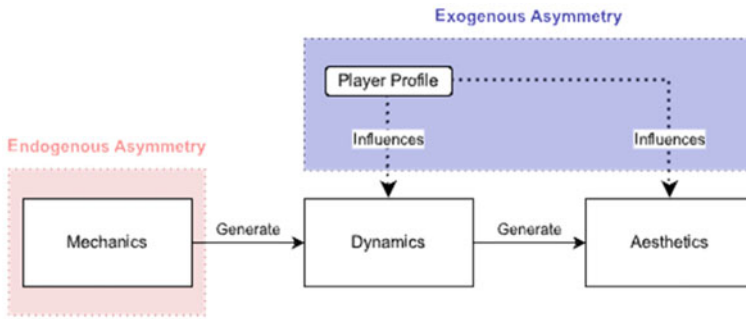 Exogenous Asymmetry
Player Profile
Influences
Influences
Endogenous Asymmetry
Mechanics
Generate
Dynamics
Generate
Aesthetics